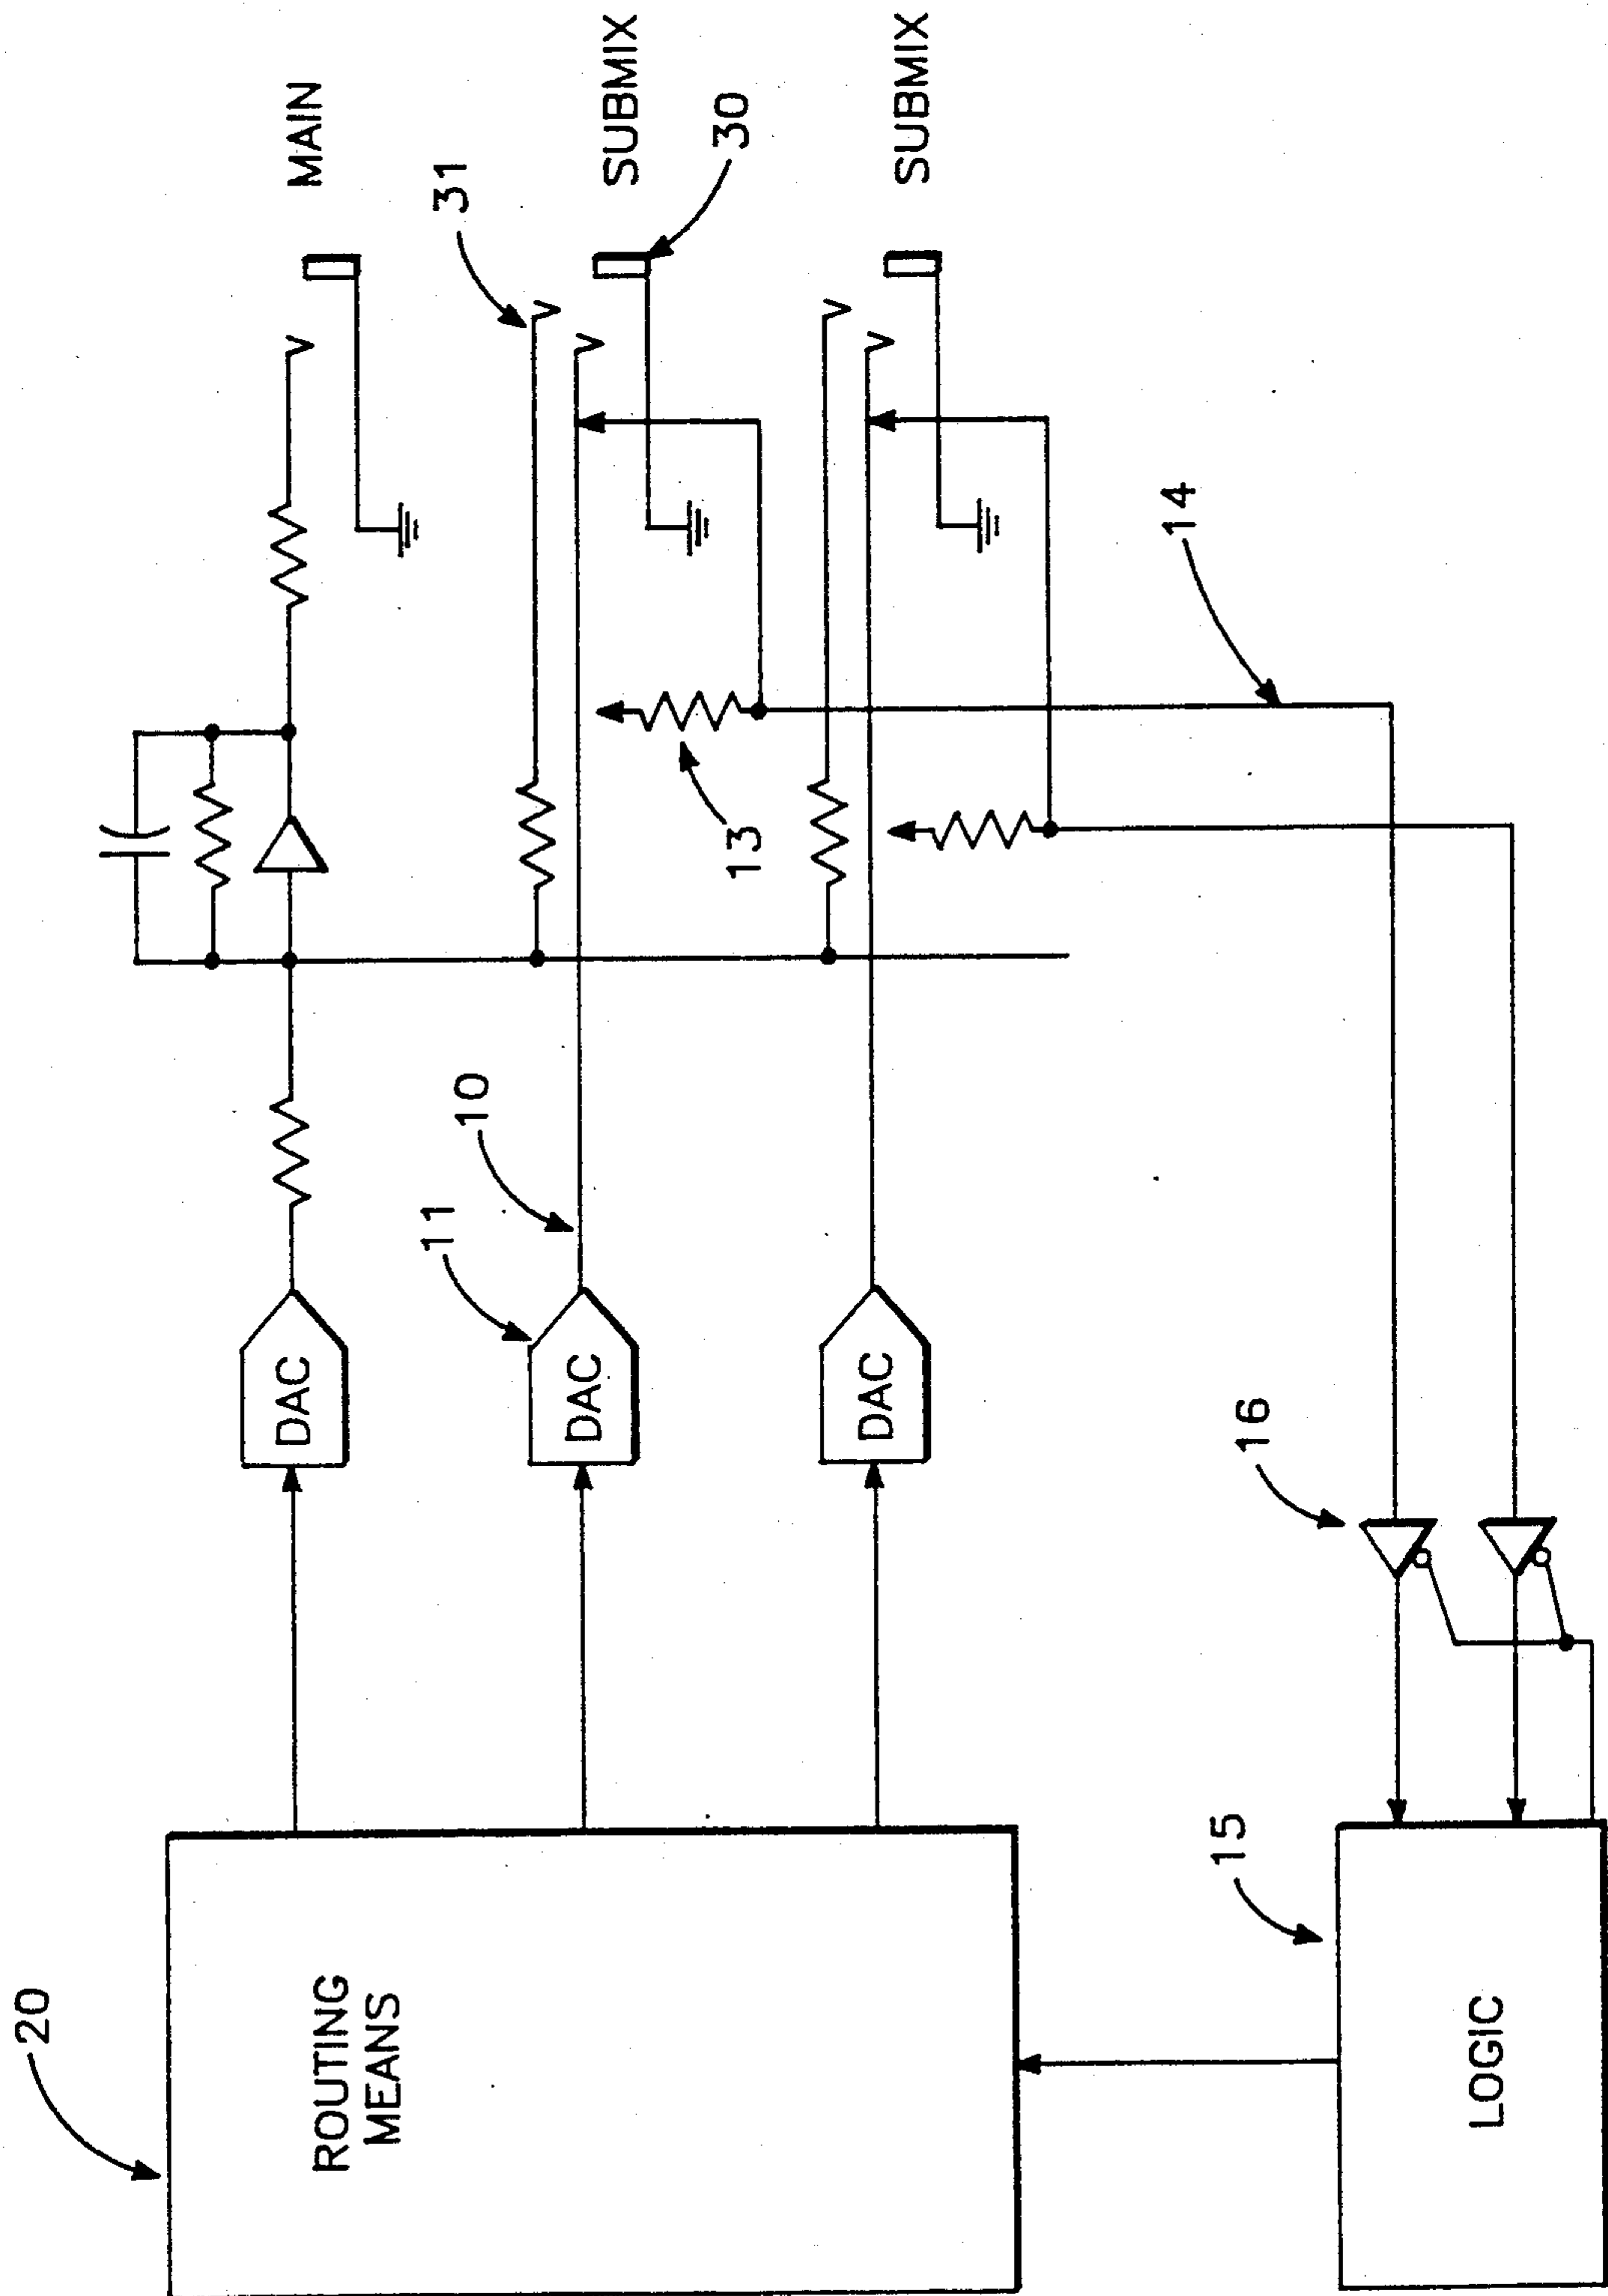 20
ROUTING
MEANS
DAC
MAIN
11
10
DAC
31
SUBMIX
30
13
DAC
SUBMIX
14
15
LOGIC
16